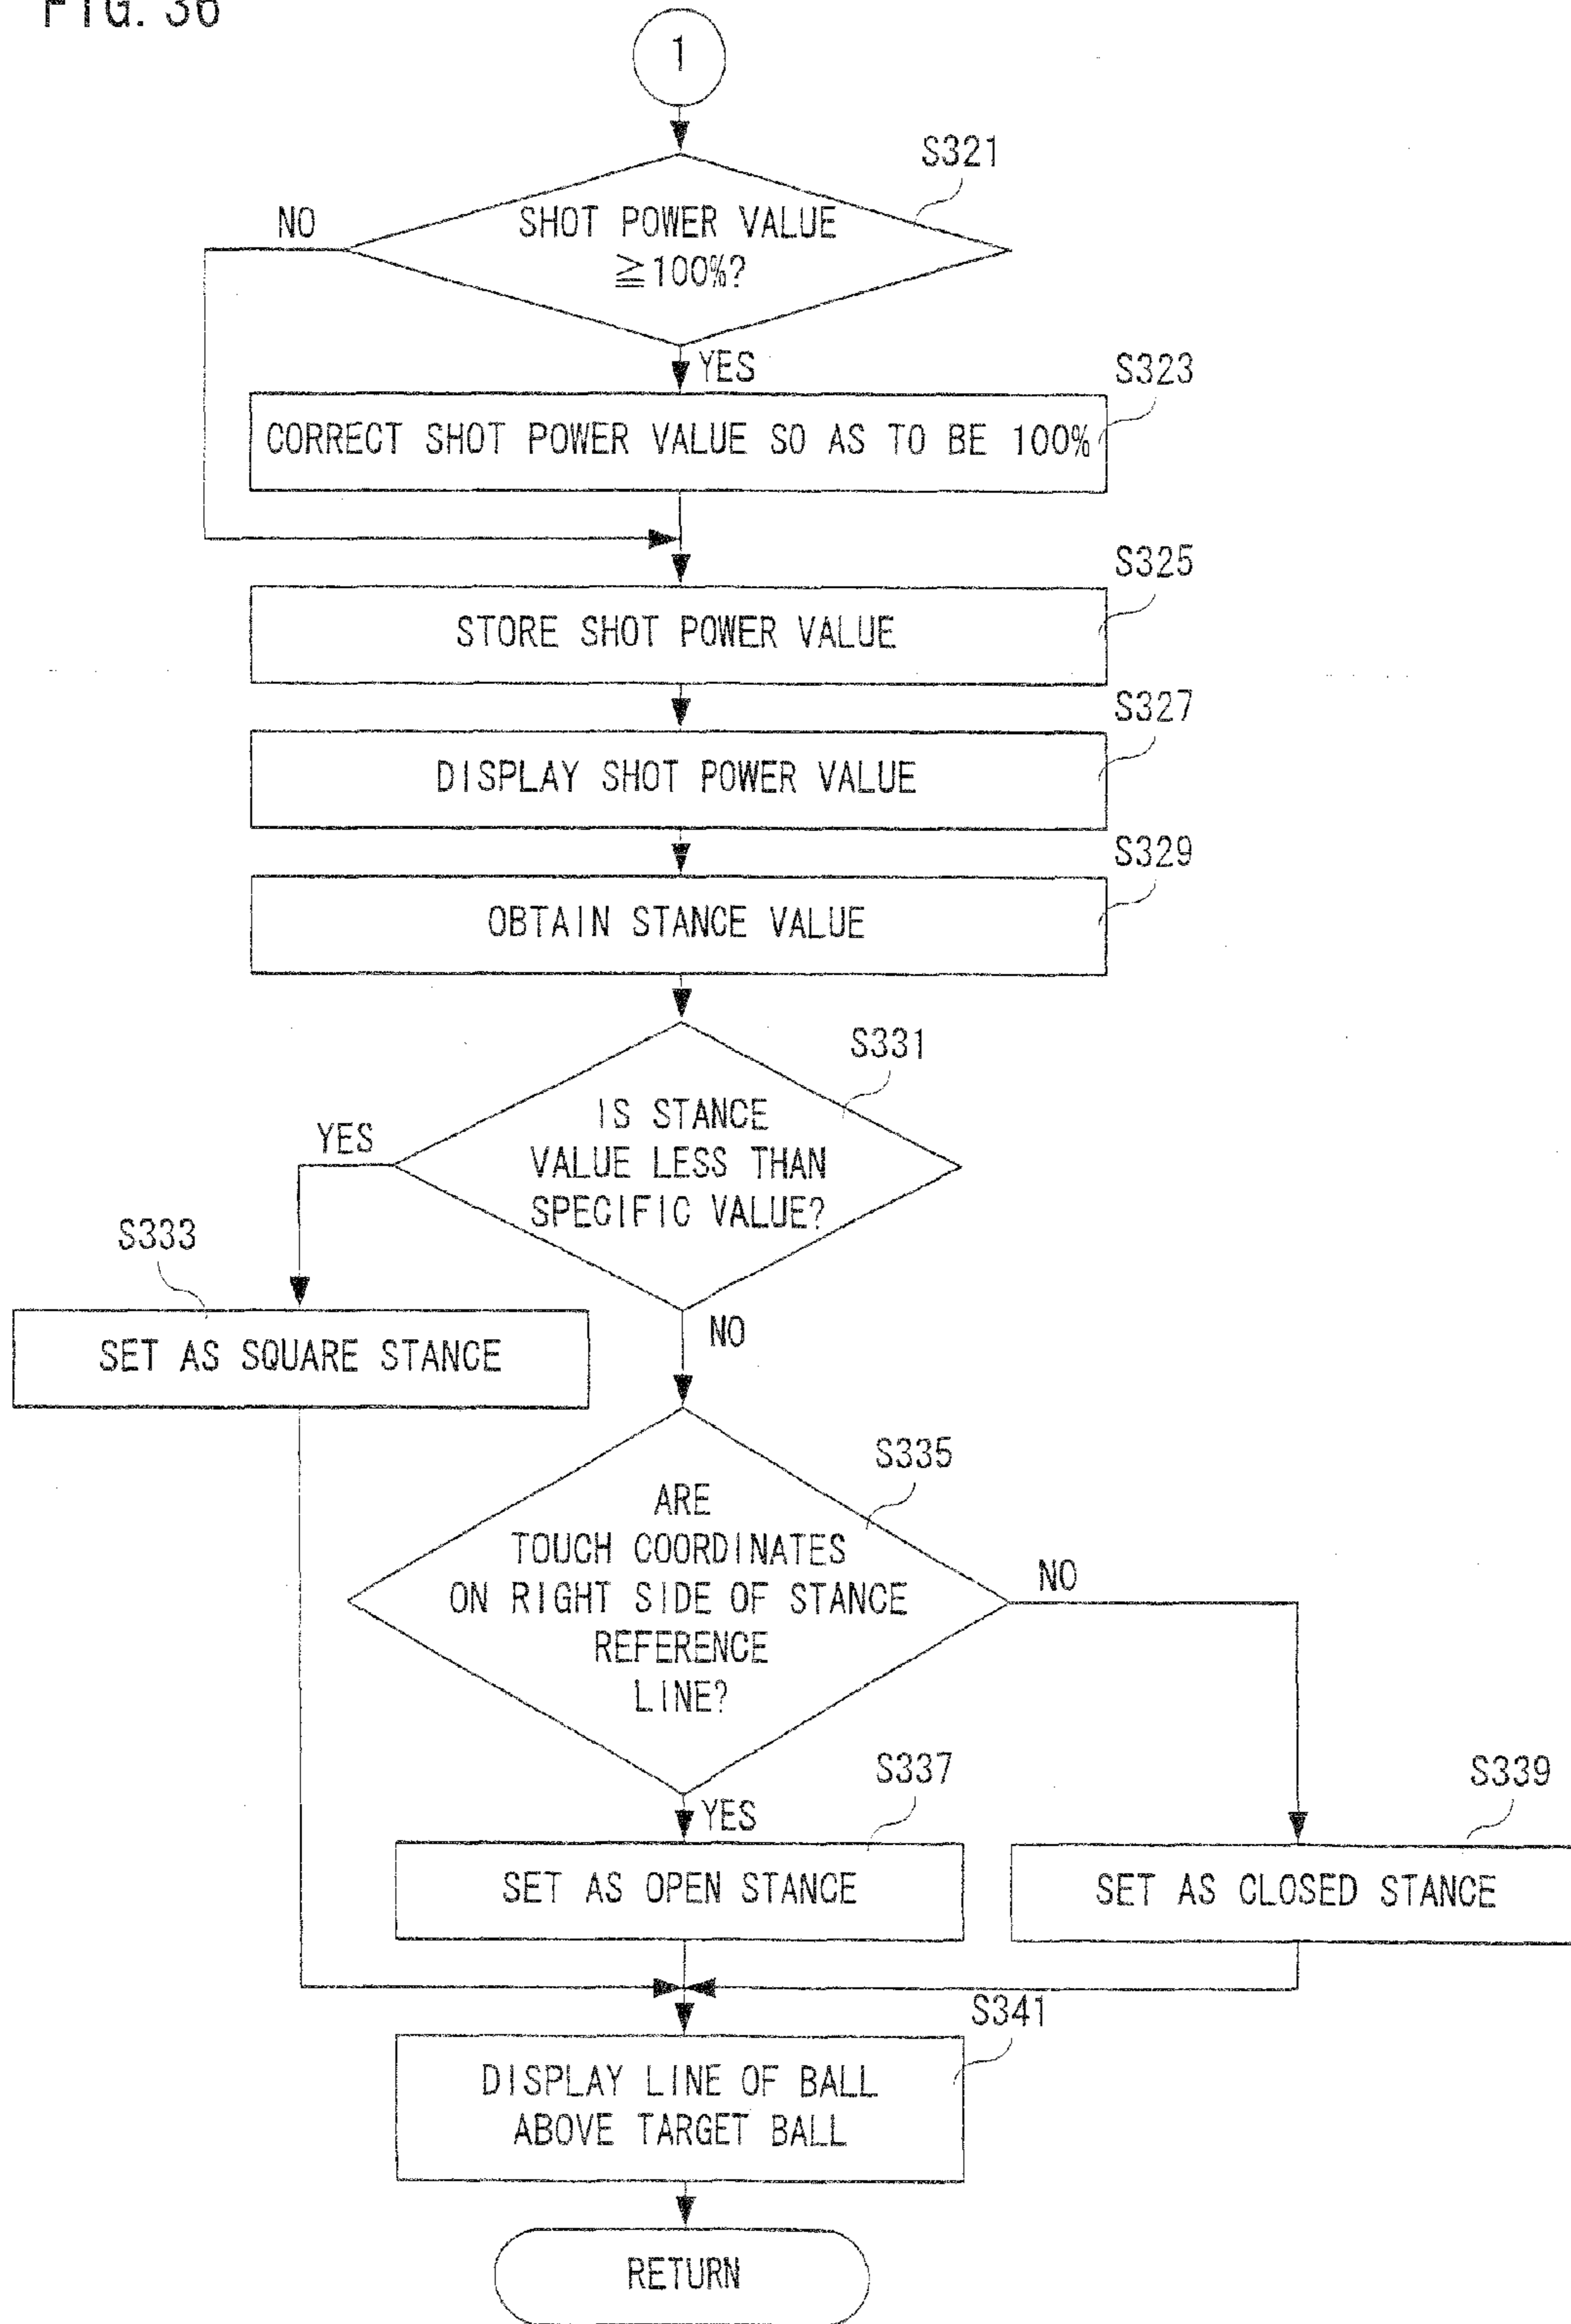 FIG. 36
1
S321
NO
SHOT POWER VALUE
≧100%?
YES
S323
CORRECT SHOT POWER VALUE SO AS TO BE 100%
S325
STORE SHOT POWER VALUE
S327
DISPLAY SHOT POWER VALUE
S329
OBTAIN STANCE VALUE
S331
YES
IS STANCE
VALUE LESS THAN
SPECIFIC VALUE?
S333
NO
SET AS SQUARE STANCE
S335
ARE
TOUCH COORDINATES
ON RIGHT SIDE OF STANCE
REFERENCE
LINE?
NO
S337
YES
S339
SET AS OPEN STANCE
SET AS CLOSED STANCE
S341
DISPLAY LINE OF BALL
ABOVE TARGET BALL
RETURN